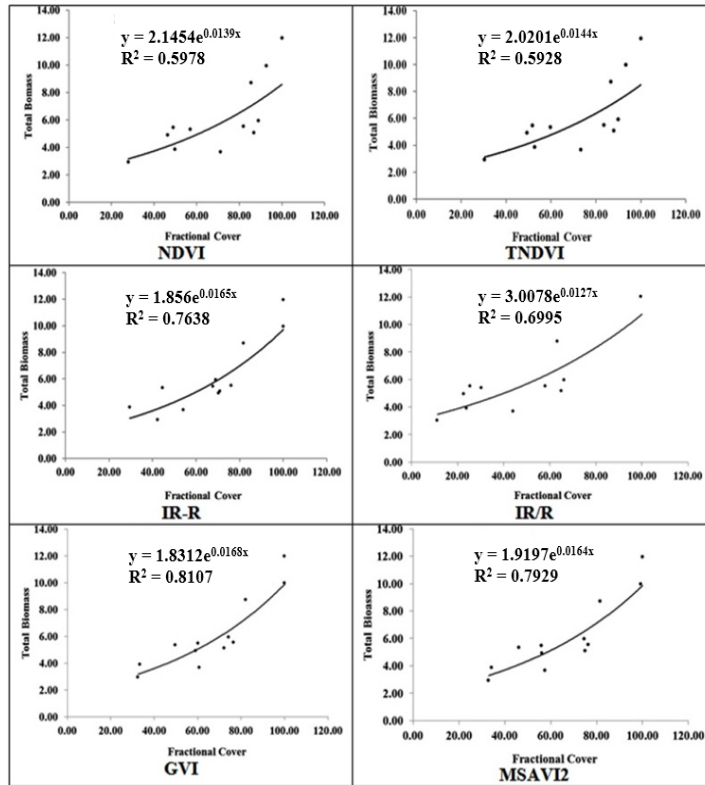 y = 2.1454e^0.0139x
R² = 0.5978
14.00
12.00
10.00
8.00
6.00
4.00
2.00
0.00
Total Bomass
0.00 20.00 40.00 60.00 80.00 100.00 120.00
Fractional Cover
NDVI
y = 2.0201e^0.0144x
R² = 0.5928
14.00
12.00
10.00
8.00
6.00
4.00
2.00
0.00
Total Biomass
0.00 20.00 40.00 60.00 80.00 100.00 120.00
Fractional Cover
TNDVI
y = 1.856e^0.0165x
R² = 0.7638
14.00
12.00
10.00
8.00
6.00
4.00
2.00
0.00
Total Biomass
0.00 20.00 40.00 60.00 80.00 100.00 120.00
Fractional Cover
IR-R
y = 3.0078e^0.0127x
R² = 0.6995
14.00
12.00
10.00
8.00
6.00
4.00
2.00
0.00
Total Biomass
0.00 20.00 40.00 60.00 80.00 100.00 120.00
Fractional Cover
IR/R
y = 1.8312e^0.0168x
R² = 0.8107
14.00
12.00
10.00
8.00
6.00
4.00
2.00
0.00
Total Biomass
0.00 20.00 40.00 60.00 80.00 100.00 120.00
Fractional Cover
GVI
y = 1.9197e^0.0164x
R² = 0.7929
14.00
12.00
10.00
8.00
6.00
4.00
2.00
0.00
Total Bioasss
0.00 20.00 40.00 60.00 80.00 100.00 120.00
Fractional Cover
MSAVI2